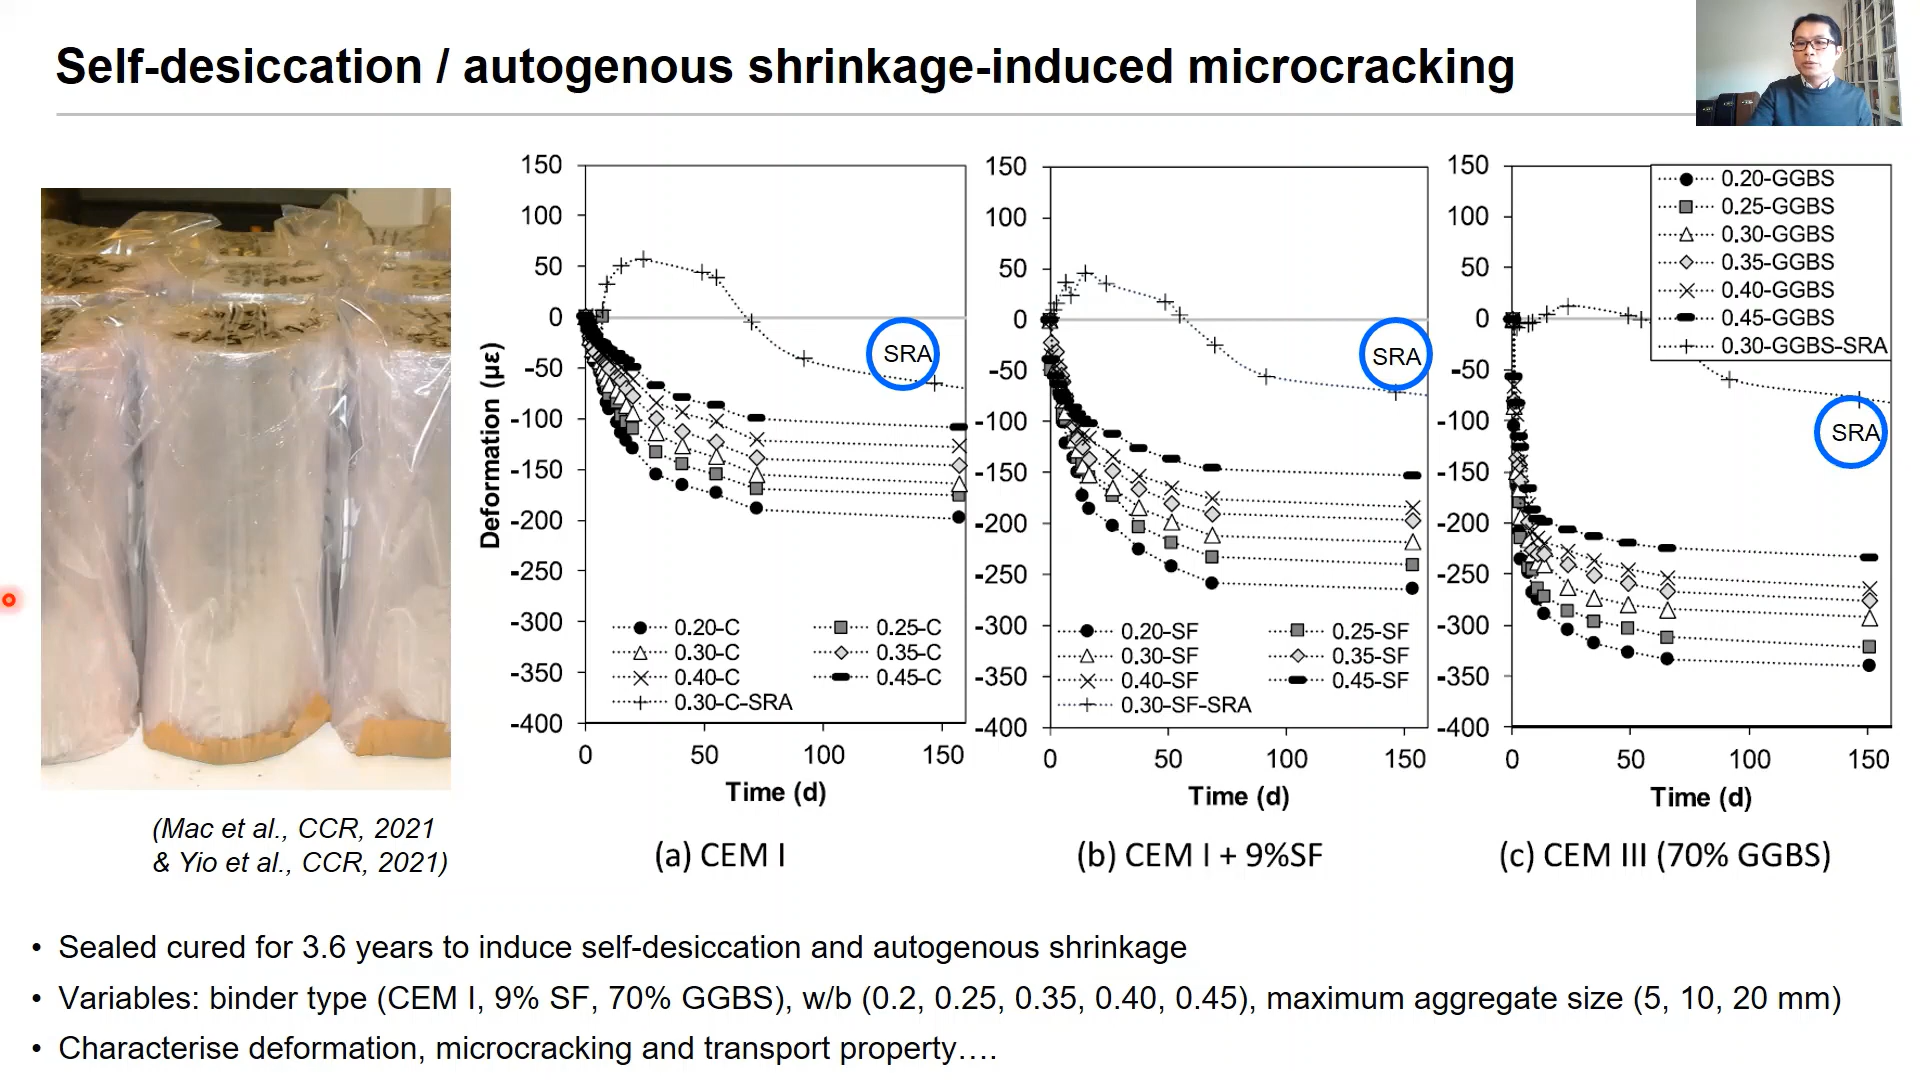 Self-desiccation / autogenous shrinkage-induced microcracking
(Mac et al., CCR, 2021
& Yio et al., CCR, 2021)
Deformation (με)
150
100
50
0
-50
-100
-150
-200
-250
-300
-350
-400
SRA
0.20-C
0.25-C
0.30-C
0.35-C
0.40-C
0.45-C
0.30-C-SRA
0 50 100 150
Time (d)
(a) CEM I
150
100
50
0
-50
-100
-150
-200
-250
-300
-350
-400
SRA
0.20-SF
0.25-SF
0.30-SF
0.35-SF
0.40-SF
0.45-SF
0.30-SF-SRA
0 50 100 150
Time (d)
(b) CEM I + 9%SF
150
100
50
0
-50
-100
-150
-200
-250
-300
-350
-400
0.20-GGBS
0.25-GGBS
0.30-GGBS
0.35-GGBS
0.40-GGBS
0.45-GGBS
0.30-GGBS-SRA
SRA
0 50 100 150
Time (d)
(c) CEM III (70% GGBS)
• Sealed cured for 3.6 years to induce self-desiccation and autogenous shrinkage
• Variables: binder type (CEM I, 9% SF, 70% GGBS), w/b (0.2, 0.25, 0.35, 0.40, 0.45), maximum aggregate size (5, 10, 20 mm)
• Characterise deformation, microcracking and transport property….